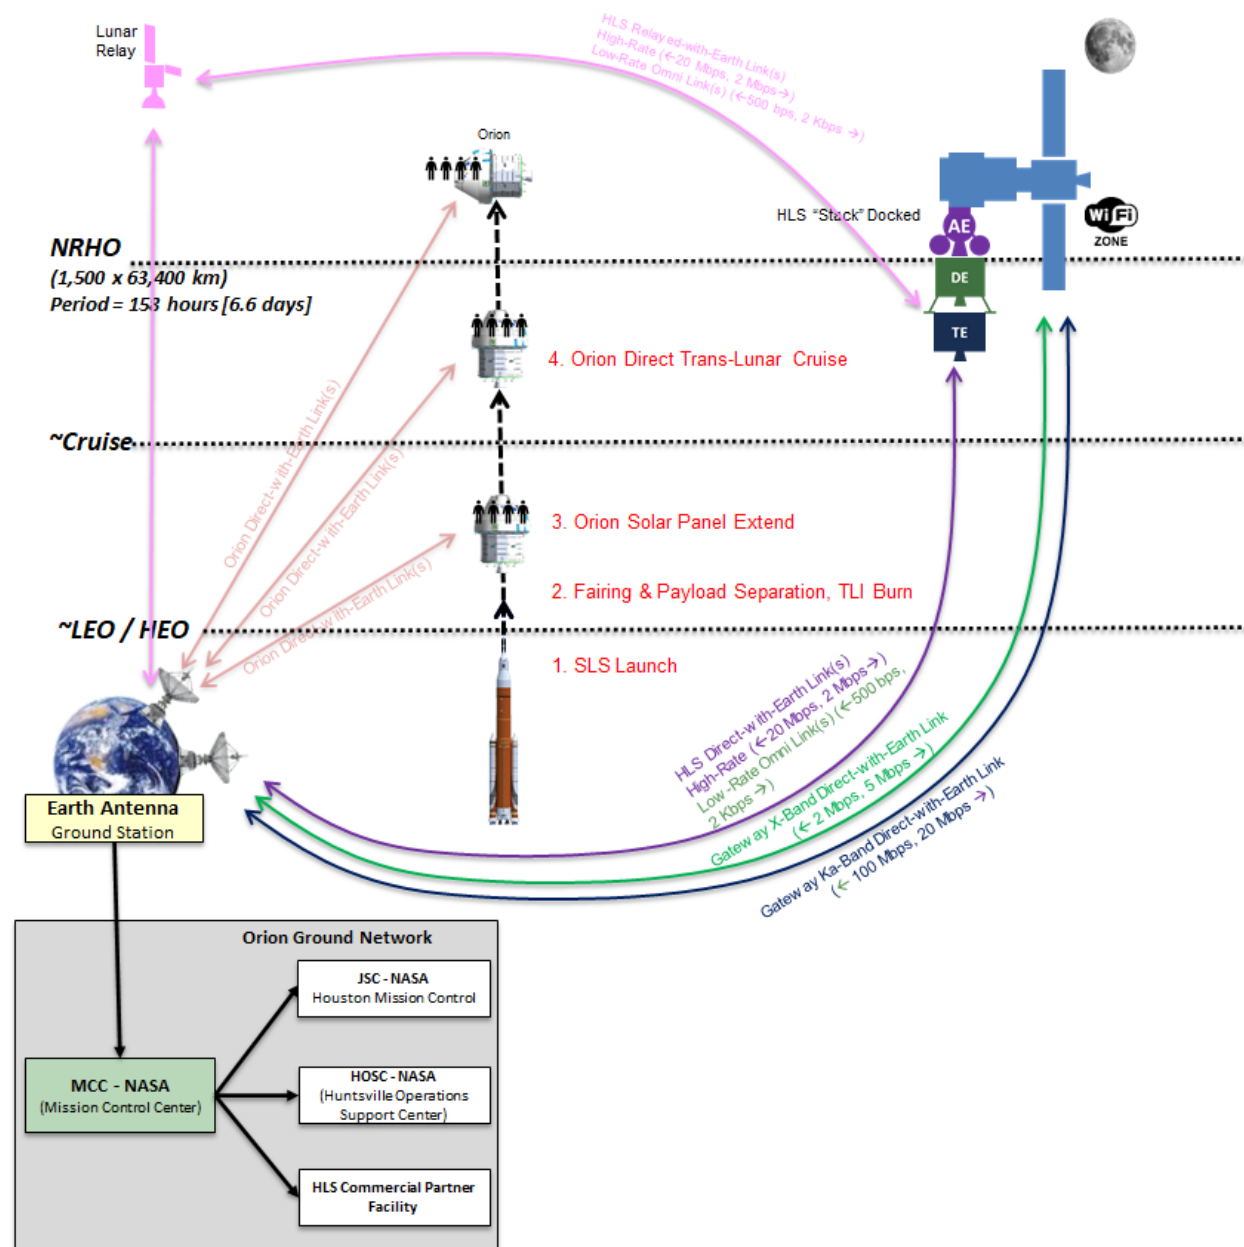 Lunar
Relay
HLS Relayed-with-Earth Link(s)
High-Rate (←20 Mbps, 2 Mbps→)
Low-Rate Omni Link(s) (←500 bps, 2 Kbps →)
Orion
HLS “Stack” Docked
AE
DE
TE
WiFi
ZONE
NRHO
(1,500 x 63,400 km)
Period = 153 hours [6.6 days]
4. Orion Direct Trans-Lunar Cruise
Orion Direct-with-Earth Link(s)
~Cruise
Orion Direct-with-Earth Link(s)
3. Orion Solar Panel Extend
2. Fairing & Payload Separation, TLI Burn
Orion Direct-with-Earth Link(s)
~LEO / HEO
1. SLS Launch
HLS Direct-with-Earth Link(s)
High-Rate (←20 Mbps, 2 Mbps→)
Low-Rate Omni Link(s) (←500 bps,
2 Kbps →)
Gateway X-Band Direct-with-Earth Link
(← 2 Mbps, 5 Mbps →)
Gateway Ka-Band Direct-with-Earth Link
(← 100 Mbps, 20 Mbps →)
Earth Antenna
Ground Station
Orion Ground Network
JSC - NASA
Houston Mission Control
MCC - NASA
(Mission Control Center)
HOSC - NASA
(Huntsville Operations
Support Center)
HLS Commercial Partner
Facility